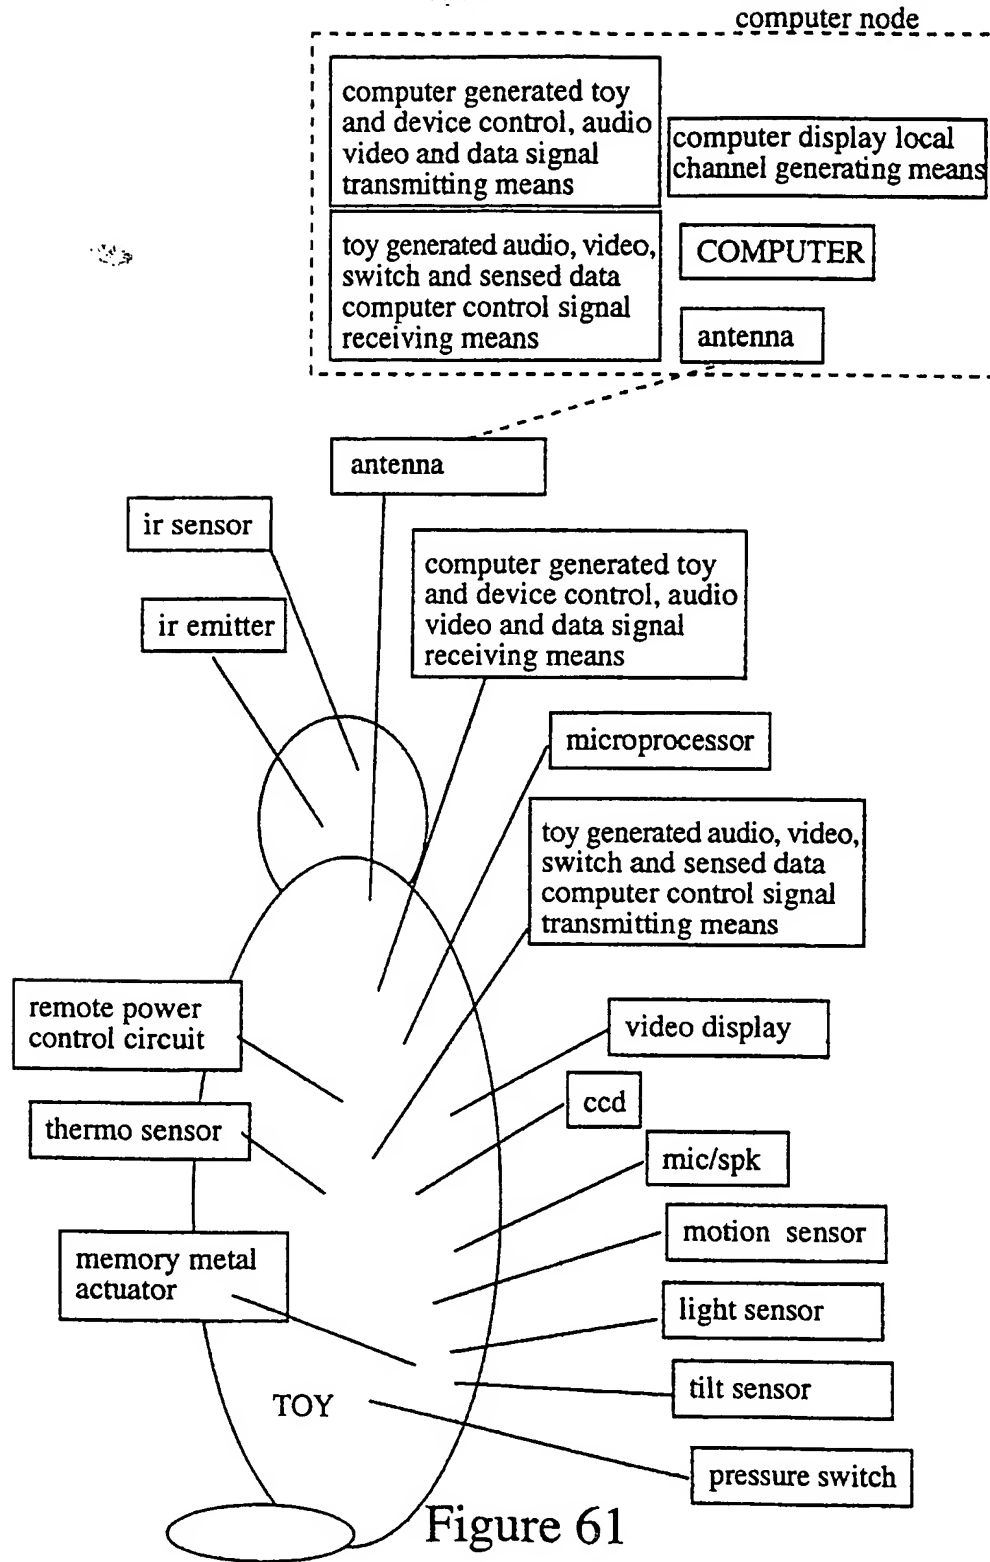 computer node
computer generated toy
and device control, audio
video and data signal
transmitting means
computer display local
channel generating means
toy generated audio, video,
switch and sensed data
computer control signal
receiving means
COMPUTER
antenna
antenna
ir sensor
ir emitter
computer generated toy
and device control, audio
video and data signal
receiving means
microprocessor
toy generated audio, video,
switch and sensed data
computer control signal
transmitting means
remote power
control circuit
video display
ccd
thermo sensor
mic/spk
motion sensor
memory metal
actuator
light sensor
tilt sensor
TOY
pressure switch
Figure 61